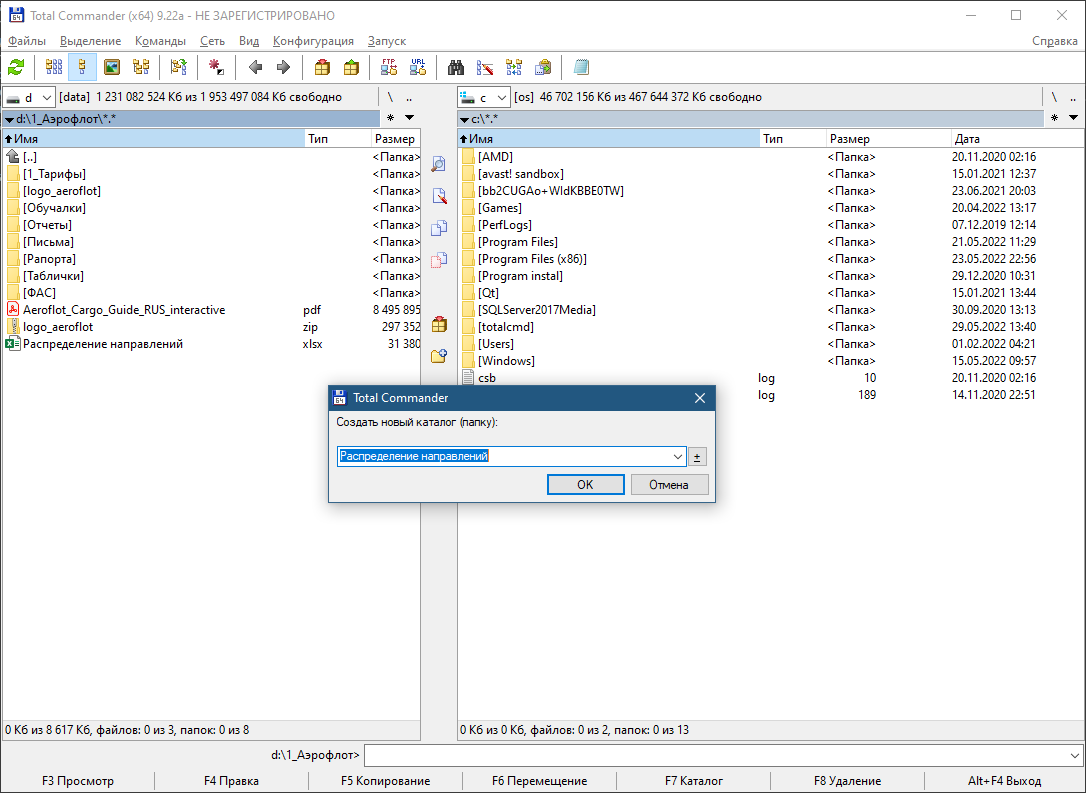 Total Commander (x64) 9.22a - НЕ ЗАРЕГИСТРИРОВАНО
Файлы Выделение Команды Сеть Вид Конфигурация Запуск Справка
FTP URL
d [data] 1 231 082 524 Кб из 1 953 497 084 Кб свободно \ ..
c [os] 46 702 156 Кб из 467 644 372 Кб свободно \ ..
d:\1_Аэрофлот\*.* *
c:\*.* *
Имя Тип Размер
[..] <Папка>
[1_Тарифы] <Папка>
[logo_aeroflot] <Папка>
[Обучалки] <Папка>
[Отчеты] <Папка>
[Письма] <Папка>
[Рапорта] <Папка>
[Таблички] <Папка>
[ФАС] <Папка>
Aeroflot_Cargo_Guide_RUS_interactive pdf 8 495 895
logo_aeroflot zip 297 352
Распределение направлений xlsx 31 380
Имя Тип Размер Дата
[AMD] <Папка> 20.11.2020 02:16
[avast! sandbox] <Папка> 15.01.2021 12:37
[bb2CUGAo+WIdKBBE0TW] <Папка> 23.06.2021 20:03
[Games] <Папка> 20.04.2022 13:17
[PerfLogs] <Папка> 07.12.2019 12:14
[Program Files] <Папка> 21.05.2022 11:29
[Program Files (x86)] <Папка> 23.05.2022 22:56
[Program instal] <Папка> 29.12.2020 10:31
[Qt] <Папка> 15.01.2021 13:44
[SQLServer2017Media] <Папка> 30.09.2020 13:13
[totalcmd] <Папка> 29.05.2022 13:40
[Users] <Папка> 01.02.2022 04:21
[Windows] <Папка> 15.05.2022 09:57
csb log 10 20.11.2020 02:16
log 189 14.11.2020 22:51
Total Commander
Создать новый каталог (папку):
Распределение направлений
±
OK Отмена
0 Кб из 8 617 Кб, файлов: 0 из 3, папок: 0 из 8
0 Кб из 0 Кб, файлов: 0 из 2, папок: 0 из 13
d:\1_Аэрофлот>
F3 Просмотр F4 Правка F5 Копирование F6 Перемещение F7 Каталог F8 Удаление Alt+F4 Выход